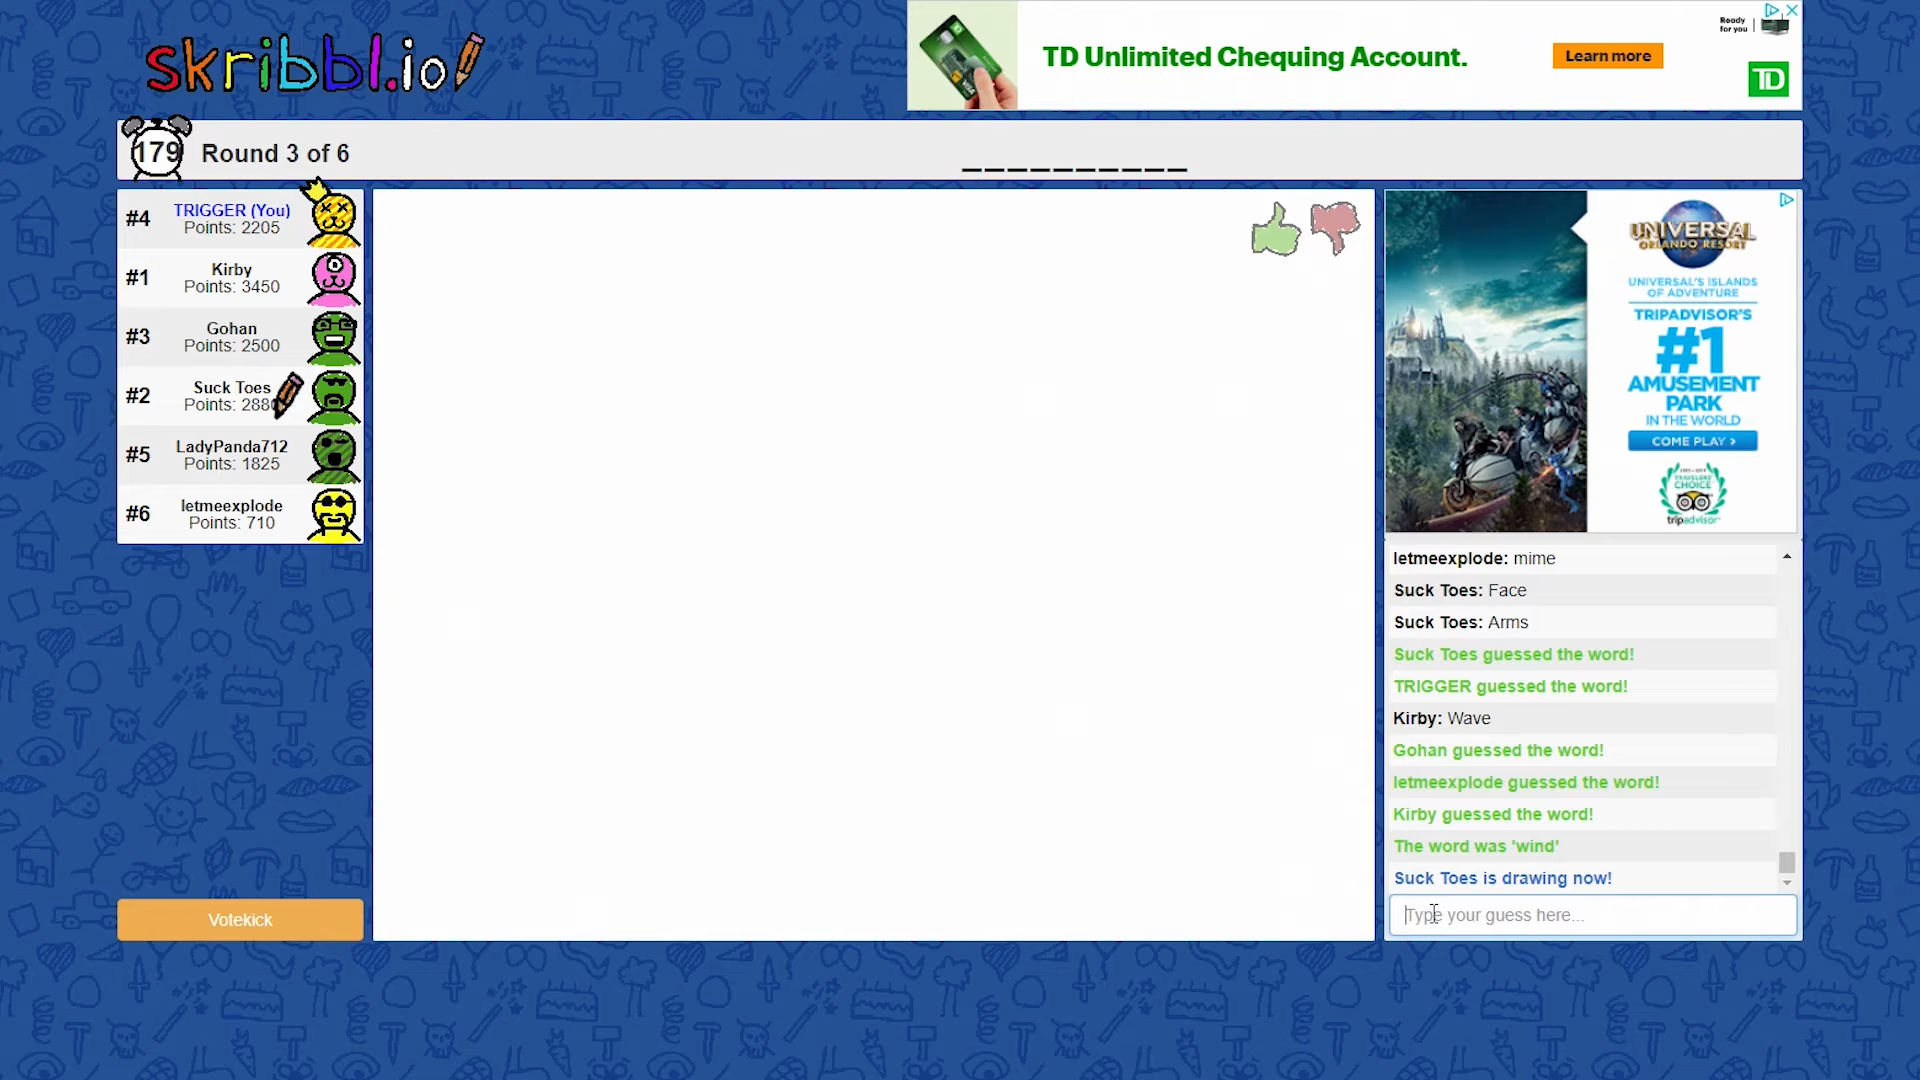 skribbl.io
TD Unlimited Chequing Account.
Learn more
Ready
for you
TD
179
Round 3 of 6
__________
#4
TRIGGER (You)
Points: 2205
#1
Kirby
Points: 3450
#3
Gohan
Points: 2500
#2
Suck Toes
Points: 288
#5
LadyPanda712
Points: 1825
#6
letmeexplode
Points: 710
Votekick
UNIVERSAL
ORLANDO RESORT
UNIVERSAL'S ISLANDS
OF ADVENTURE
TRIPADVISOR'S
#1
AMUSEMENT
PARK
IN THE WORLD
COME PLAY >
TRAVELERS'
CHOICE
tripadvisor
letmeexplode: mime
Suck Toes: Face
Suck Toes: Arms
Suck Toes guessed the word!
TRIGGER guessed the word!
Kirby: Wave
Gohan guessed the word!
letmeexplode guessed the word!
Kirby guessed the word!
The word was 'wind'
Suck Toes is drawing now!
Type your guess here...